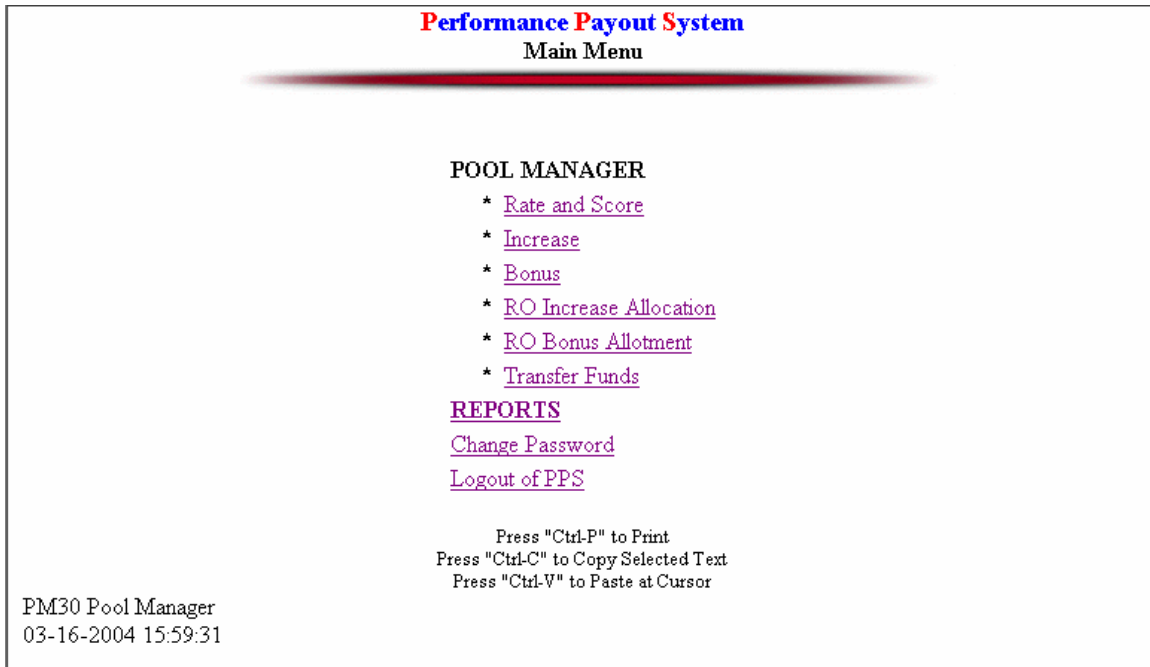 Performance Payout System
Main Menu
POOL MANAGER
* Rate and Score
* Increase
* Bonus
* RO Increase Allocation
* RO Bonus Allotment
* Transfer Funds
REPORTS
Change Password
Logout of PPS
Press "Ctrl-P" to Print
Press "Ctrl-C" to Copy Selected Text
Press "Ctrl-V" to Paste at Cursor
PM30 Pool Manager
03-16-2004 15:59:31